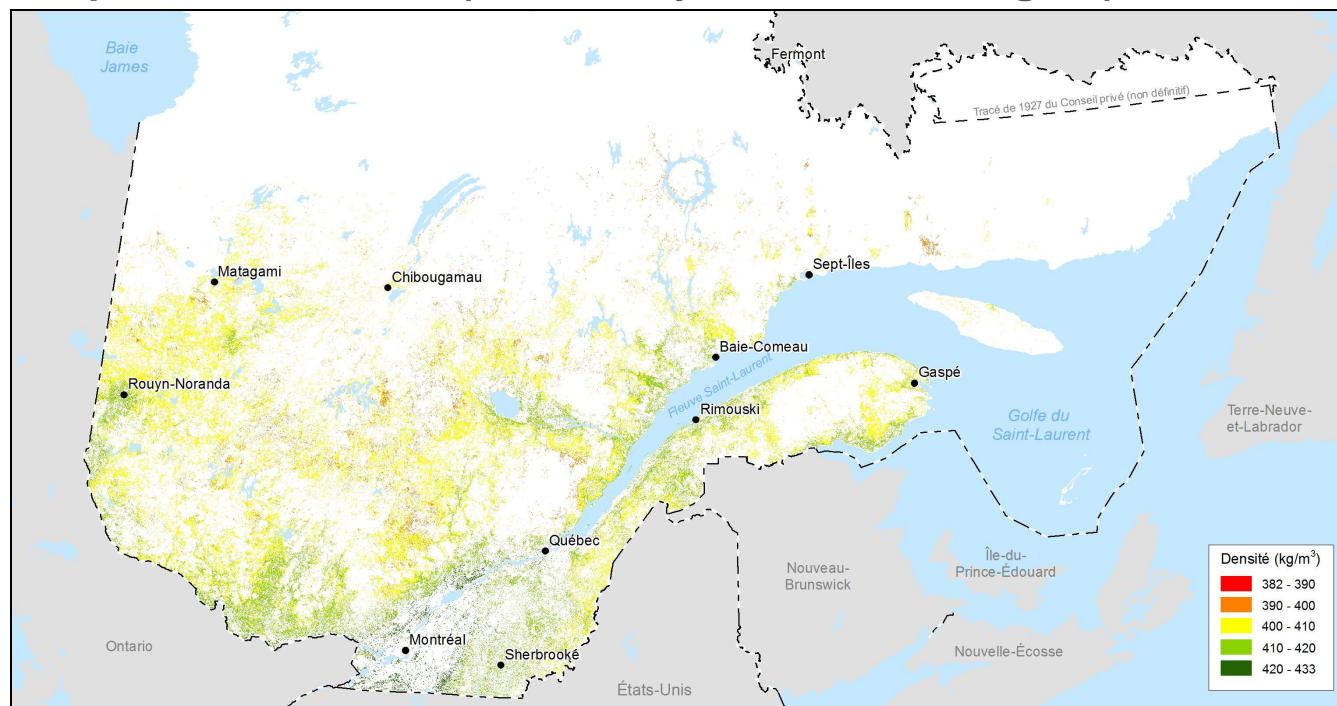 Baie
James
Fermont
Tracé de 1927 du Conseil privé (non définitif)
Matagami
Chibougamau
Sept-Îles
Baie-Comeau
Rouyn-Noranda
Fleuve Saint-Laurent
Gaspé
Rimouski
Golfe du
Saint-Laurent
Terre-Neuve-
et-Labrador
Québec
Nouveau-
Brunswick
Île-du-
Prince-Édouard
Densité (kg/m³)
382 - 390
390 - 400
400 - 410
410 - 420
420 - 433
Ontario
Montréal
Sherbrooke
Nouvelle-Écosse
États-Unis